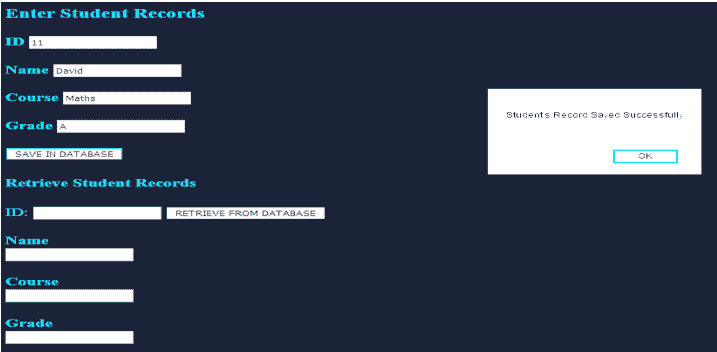 Enter Student Records
ID 11
Name David
Course Maths
Grade A
SAVE IN DATABASE
Student's Record Saved Successfully
OK
Retrieve Student Records
ID: RETRIEVE FROM DATABASE
Name
Course
Grade